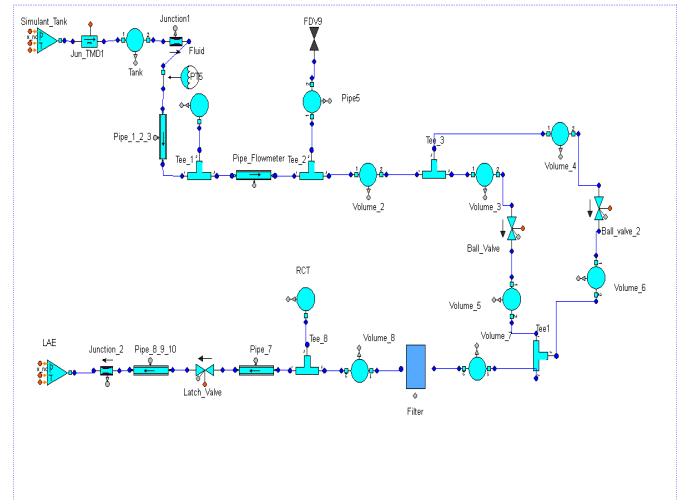 Simulant_Tank
Junction1
FDV9
Jun_TMD1
Fluid
Tank
PT5
Pipe5
Pipe_1_2_3
Tee_1
Pipe_Flowmeter
Tee_2
Tee_3
Volume_4
Volume_2
Volume_3
Ball_Valve
Ball_valve_2
RCT
Volume_5
Volume_6
LAE
Junction_2
Pipe_8_9_10
Pipe_7
Tee_8
Volume_8
Volume_7
Tee1
Latch_Valve
Filter